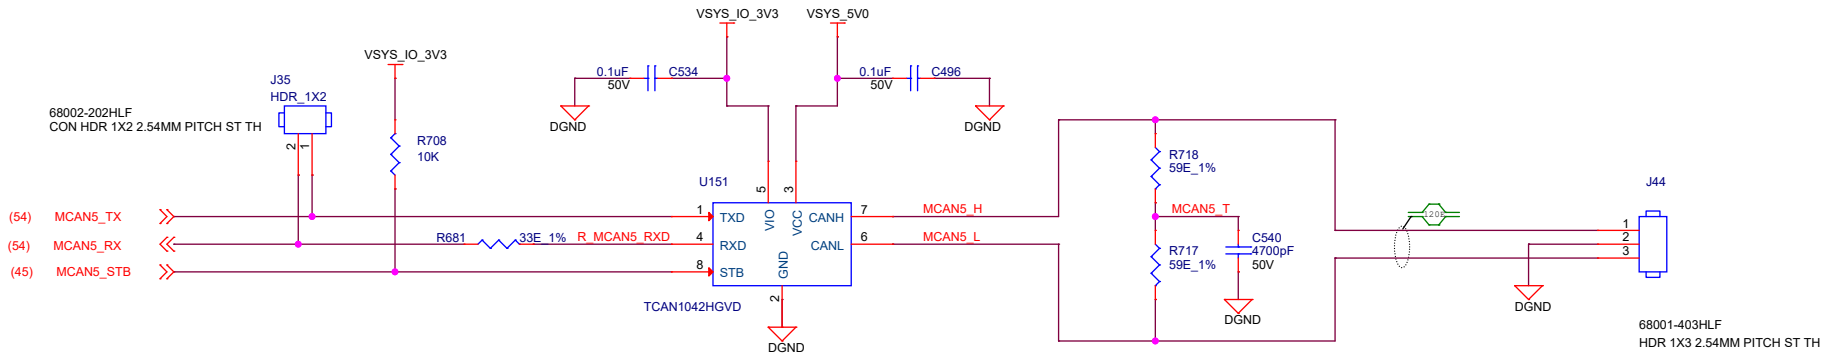 VSYS_IO_3V3
VSYS_5V0
VSYS_IO_3V3
J35
HDR_1X2
68002-202HLF
CON HDR 1X2 2.54MM PITCH ST TH
2
1
0.1uF
50V
C534
DGND
0.1uF
50V
C496
DGND
R708
10K
U151
5
3
VIO
VCC
(54) MCAN5_TX
1
TXD
CANH
7
MCAN5_H
(54) MCAN5_RX
R681
33E_1%
R_MCAN5_RXD
4
RXD
CANL
6
MCAN5_L
(45) MCAN5_STB
8
STB
GND
2
TCAN1042HGVD
DGND
R718
59E_1%
MCAN5_T
R717
59E_1%
C540
4700pF
50V
DGND
120E
J44
1
2
3
DGND
68001-403HLF
HDR 1X3 2.54MM PITCH ST TH